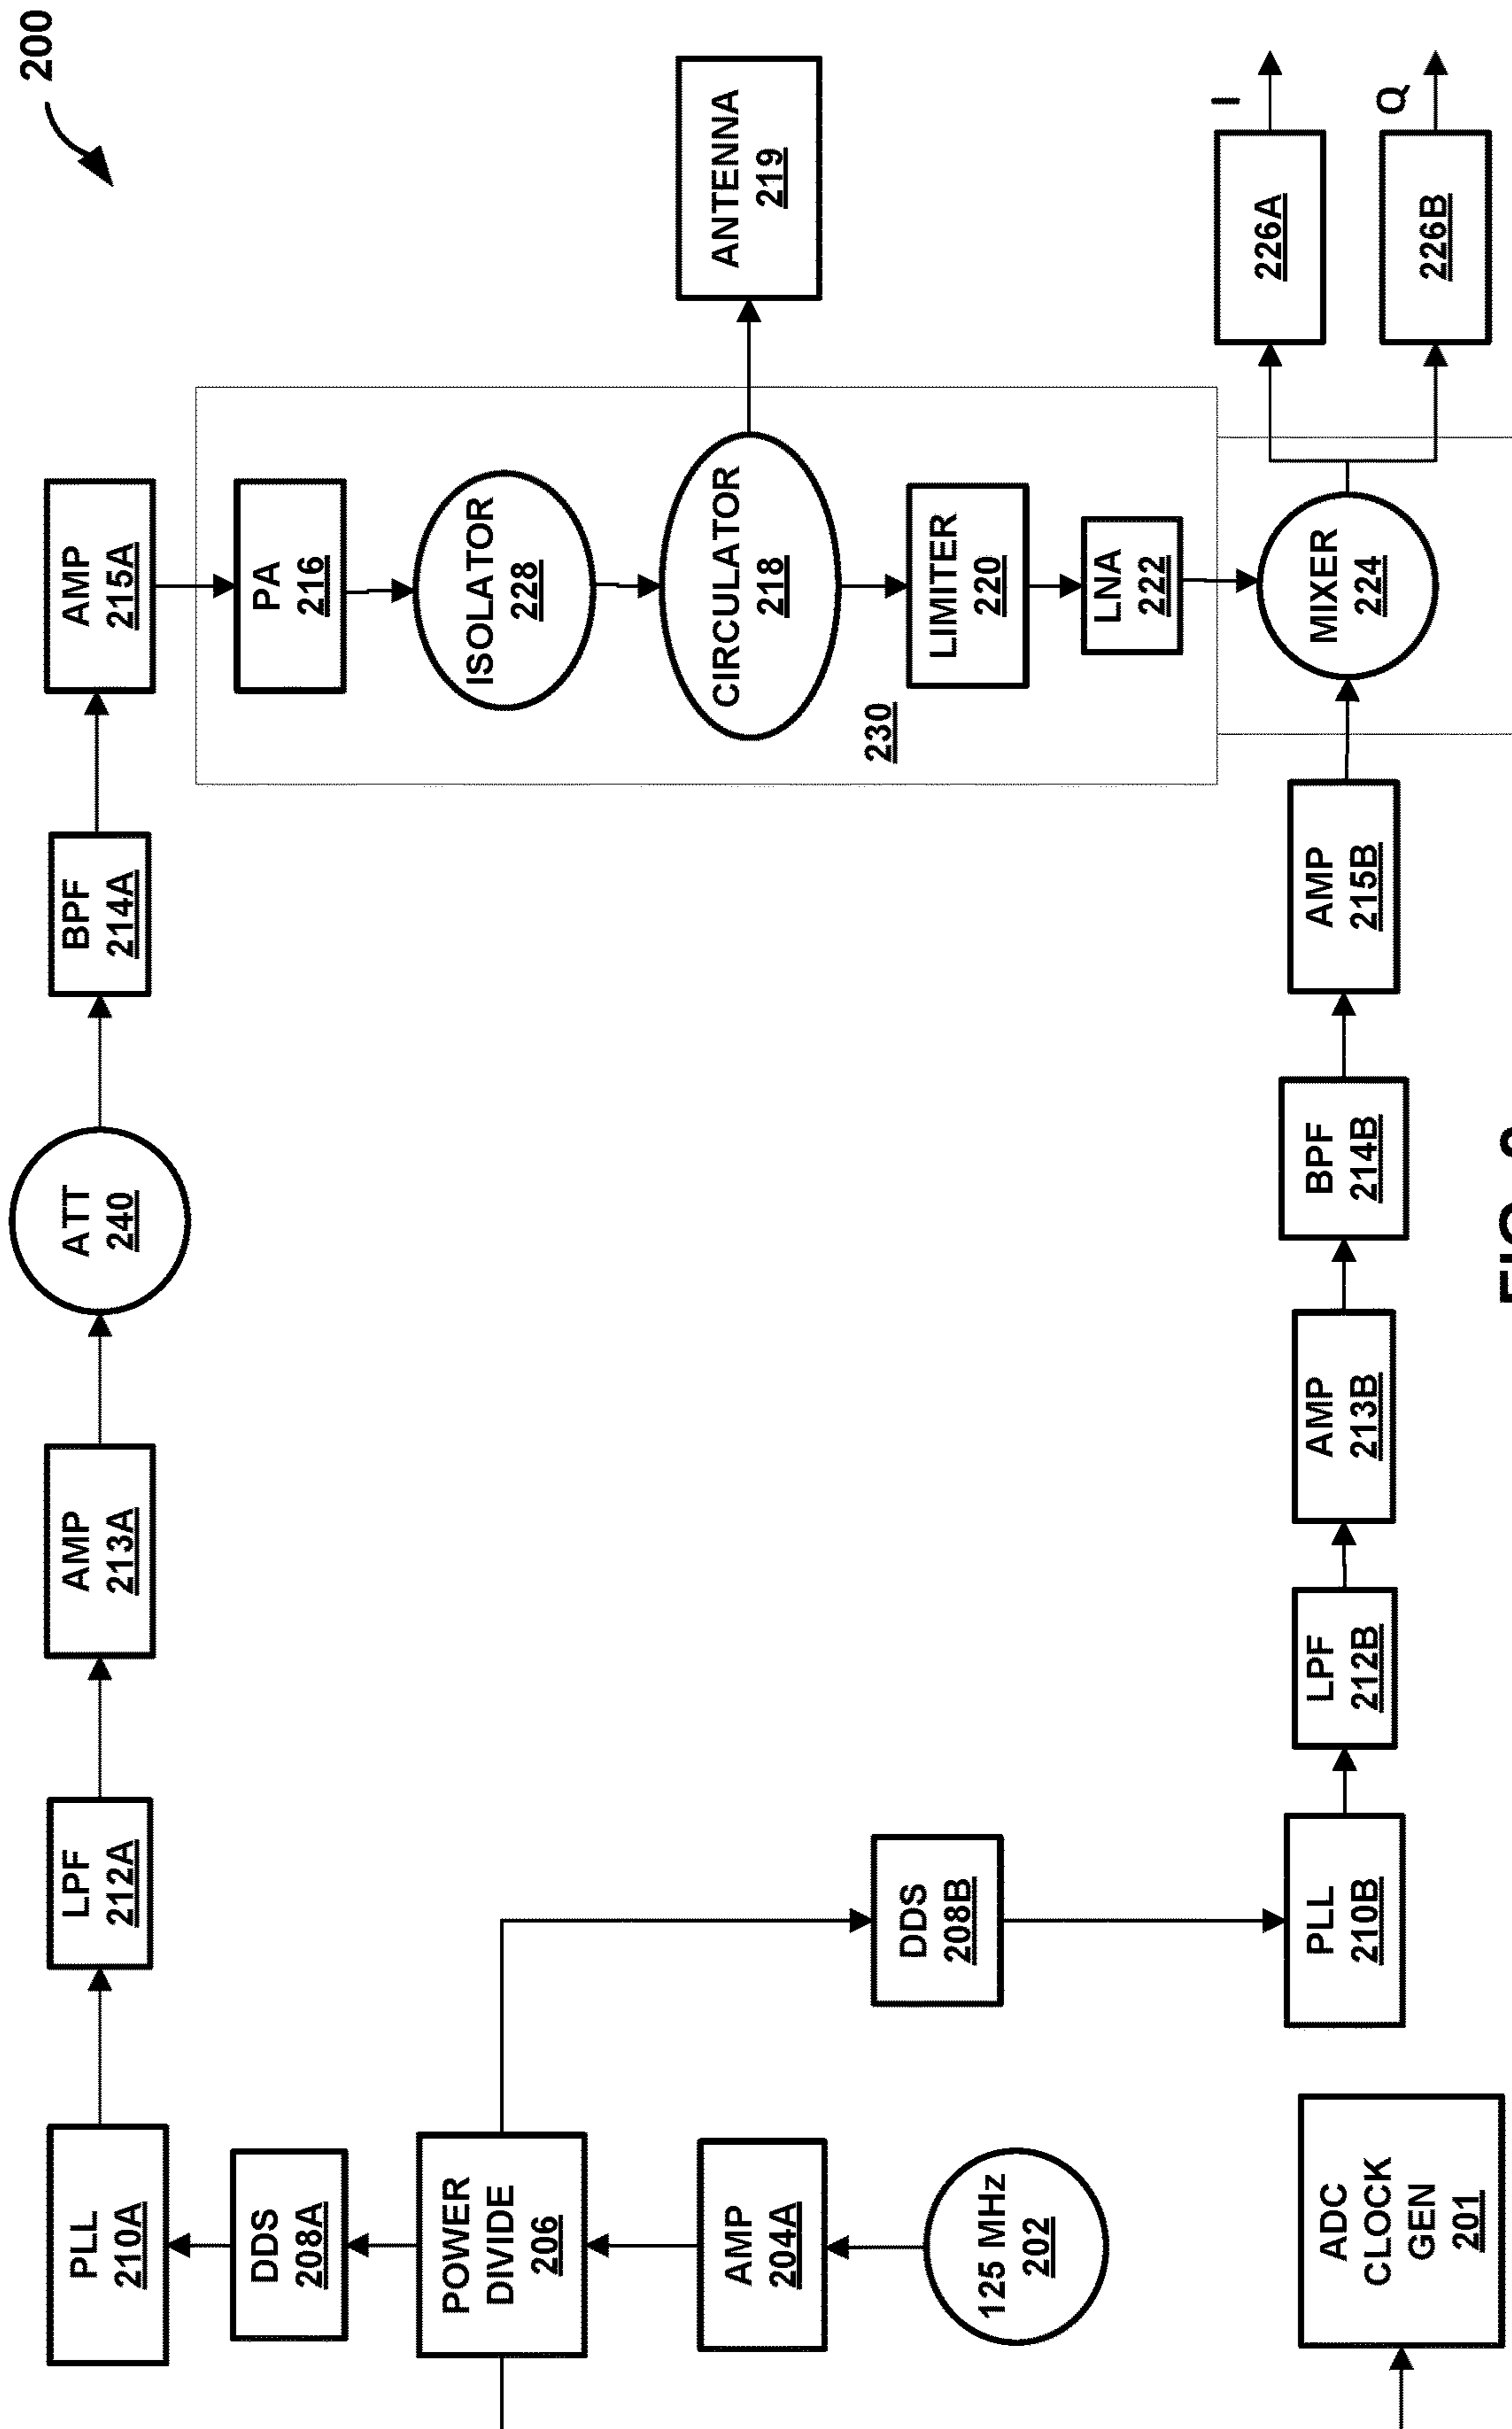 200
PLL
210A
LPF
212A
AMP
213A
ATT
240
BPF
214A
AMP
215A
DDS
208A
PA
216
POWER
DIVIDE
206
ISOLATOR
228
AMP
204A
CIRCULATOR
218
ANTENNA
219
125 MHz
202
DDS
208B
230
LIMITER
220
LNA
222
ADC
CLOCK
GEN
201
PLL
210B
LPF
212B
AMP
213B
BPF
214B
AMP
215B
MIXER
224
226A
I
226B
Q
FIG.